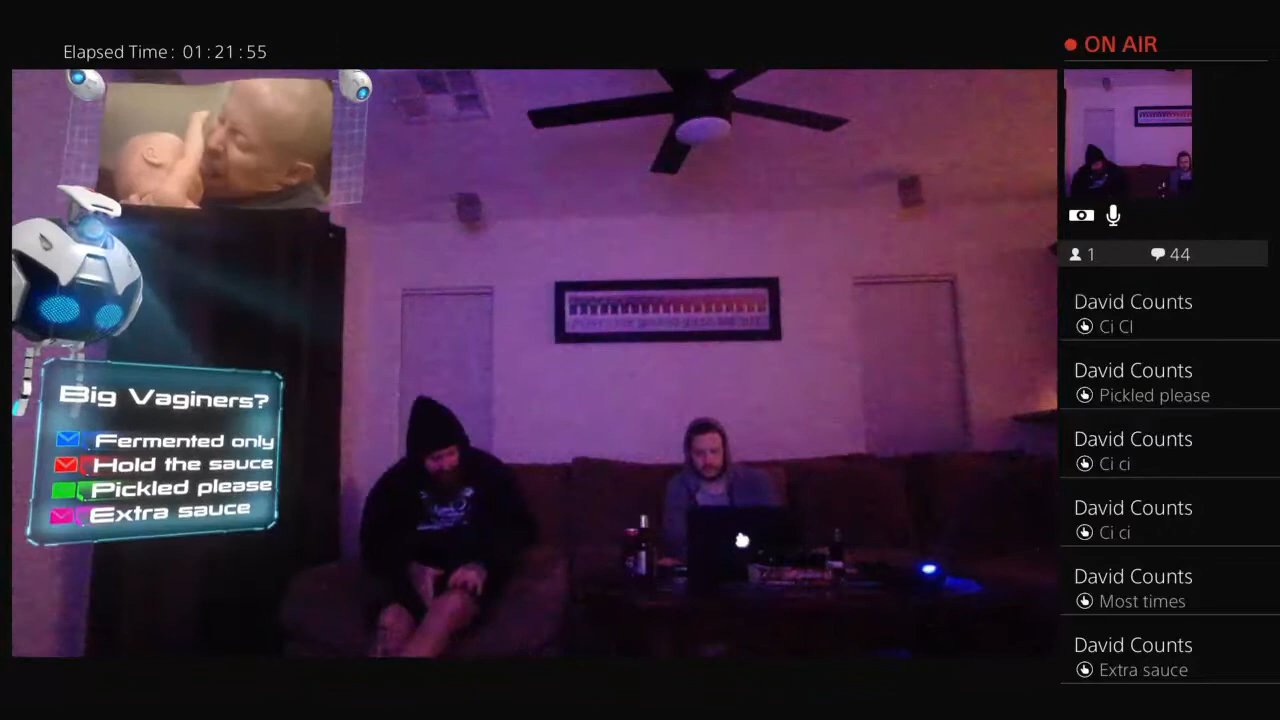 Elapsed Time: 01:21:55
ON AIR
1
44
David Counts
Ci CI
David Counts
Pickled please
David Counts
Ci ci
David Counts
Ci ci
David Counts
Most times
David Counts
Extra sauce
Big Vaginers?
Fermented only
Hold the sauce
Pickled please
Extra sauce